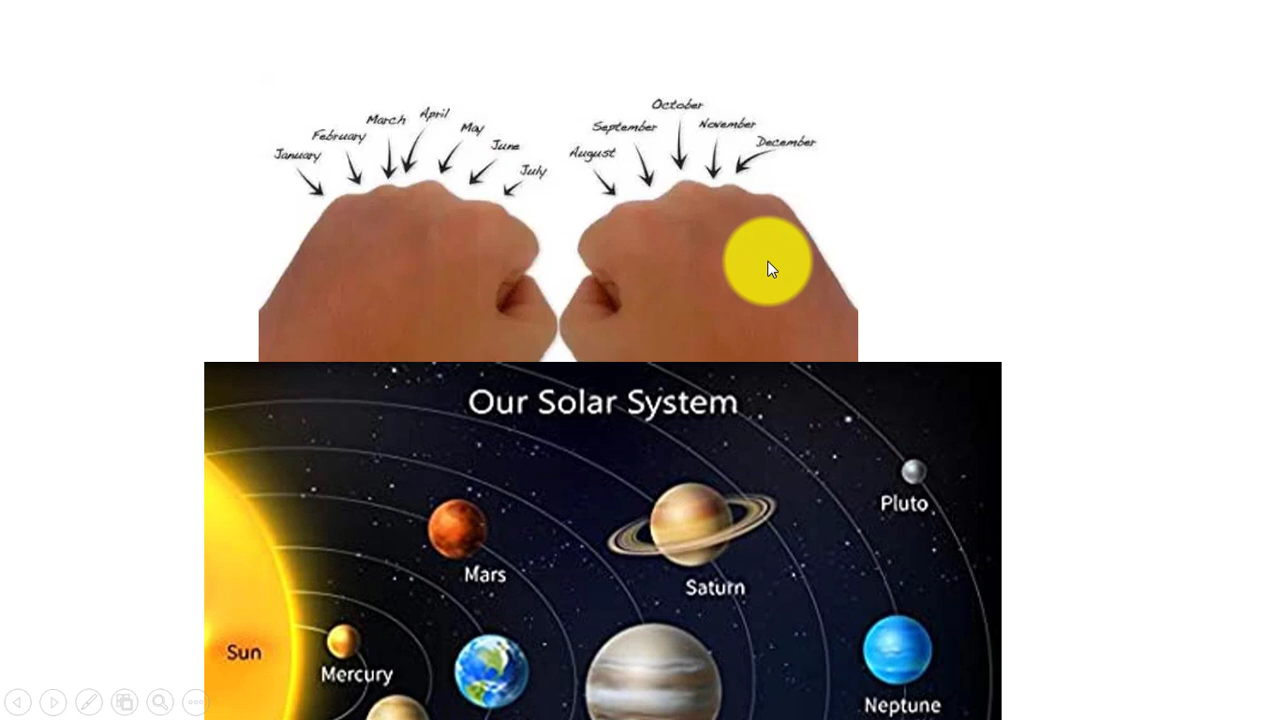 January
February
March
April
May
June
July
August
September
October
November
December
Our Solar System
Pluto
Mars
Saturn
Sun
Mercury
Neptune